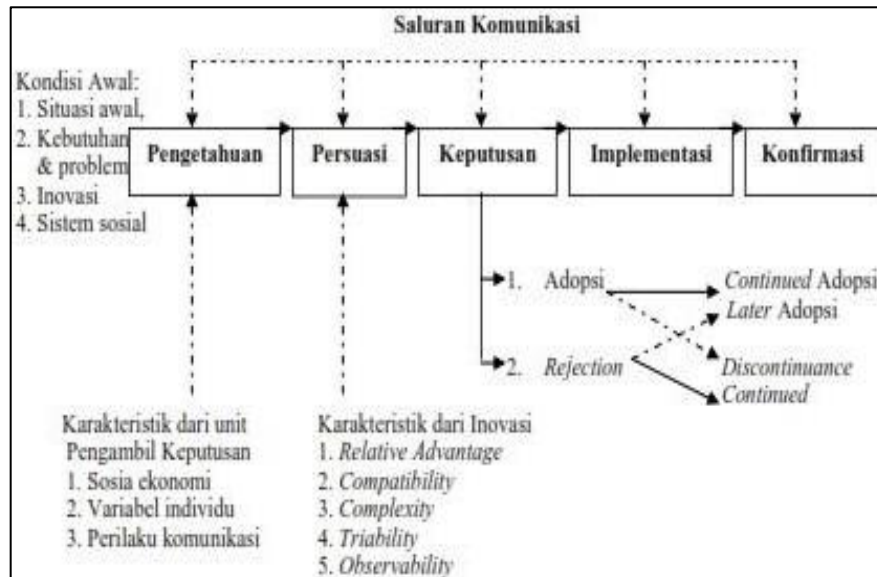 Saluran Komunikasi
Kondisi Awal:
1. Situasi awal,
2. Kebutuhan
& problem
3. Inovasi
4. Sistem sosial
Pengetahuan
Persuasi
Keputusan
Implementasi
Konfirmasi
1. Adopsi
Continued Adopsi
Later Adopsi
2. Rejection
Discontinuance
Continued
Karakteristik dari unit
Pengambil Keputusan
1. Sosia ekonomi
2. Variabel individu
3. Perilaku komunikasi
Karakteristik dari Inovasi
1. Relative Advantage
2. Compatibility
3. Complexity
4. Triability
5. Observability